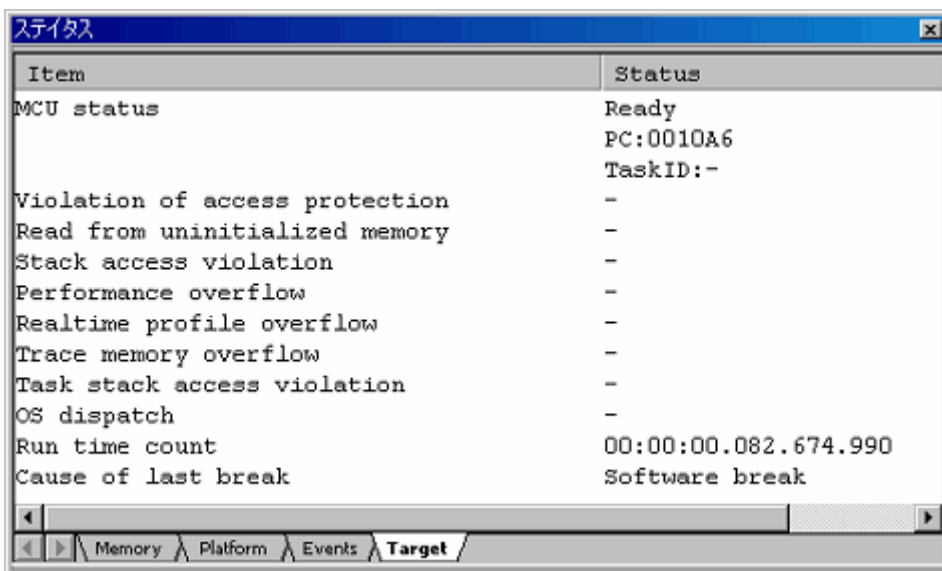 ステイタス
Item Status
MCU status Ready
PC:0010A6
TaskID:-
Violation of access protection -
Read from uninitialized memory -
Stack access violation -
Performance overflow -
Realtime profile overflow -
Trace memory overflow -
Task stack access violation -
OS dispatch -
Run time count 00:00:00.082.674.990
Cause of last break Software break
Memory Platform Events Target